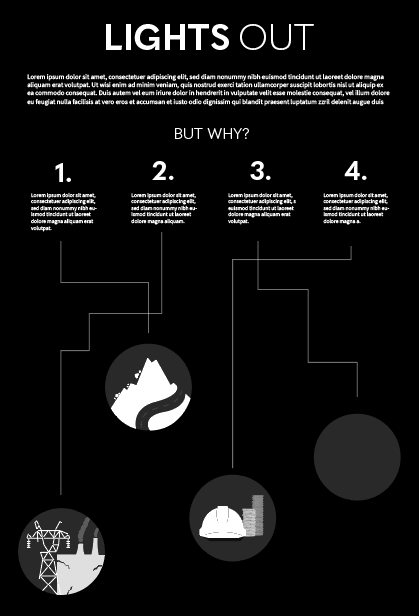 LIGHTS OUT
Lorem ipsum dolor sit amet, consectetuer adipiscing elit, sed diam nonummy nibh euismod tincidunt ut laoreet dolore magna
aliquam erat volutpat. Ut wisi enim ad minim veniam, quis nostrud exerci tation ullamcorper suscipit lobortis nisl ut aliquip ex
ea commodo consequat. Duis autem vel eum iriure dolor in hendrerit in vulputate velit esse molestie consequat, vel illum dolore
eu feugiat nulla facilisis at vero eros et accumsan et iusto odio dignissim qui blandit praesent luptatum zzril delenit augue duis
BUT WHY?
1.
Lorem ipsum dolor sit amet,
consectetuer adipiscing elit,
sed diam nonummy nibh eu-
ismod tincidunt ut laoreet
dolore magna aliquam erat
volutpat.
2.
Lorem ipsum dolor sit amet,
consectetuer adipiscing elit,
sed diam nonummy nibh eu-
ismod tincidunt ut laoreet
dolore magna aliquam.
3.
Lorem ipsum dolor sit amet,
consectetuer adipiscing elit, s
euismod tincidunt ut laoreet
dolore magna aliquam erat
volutpat.
4.
Lorem ipsum dolor sit amet,
consectetuer adipiscing elit,
sed diam nonummy nibh eu-
ismod tincidunt ut laoreet
dolore magna a.